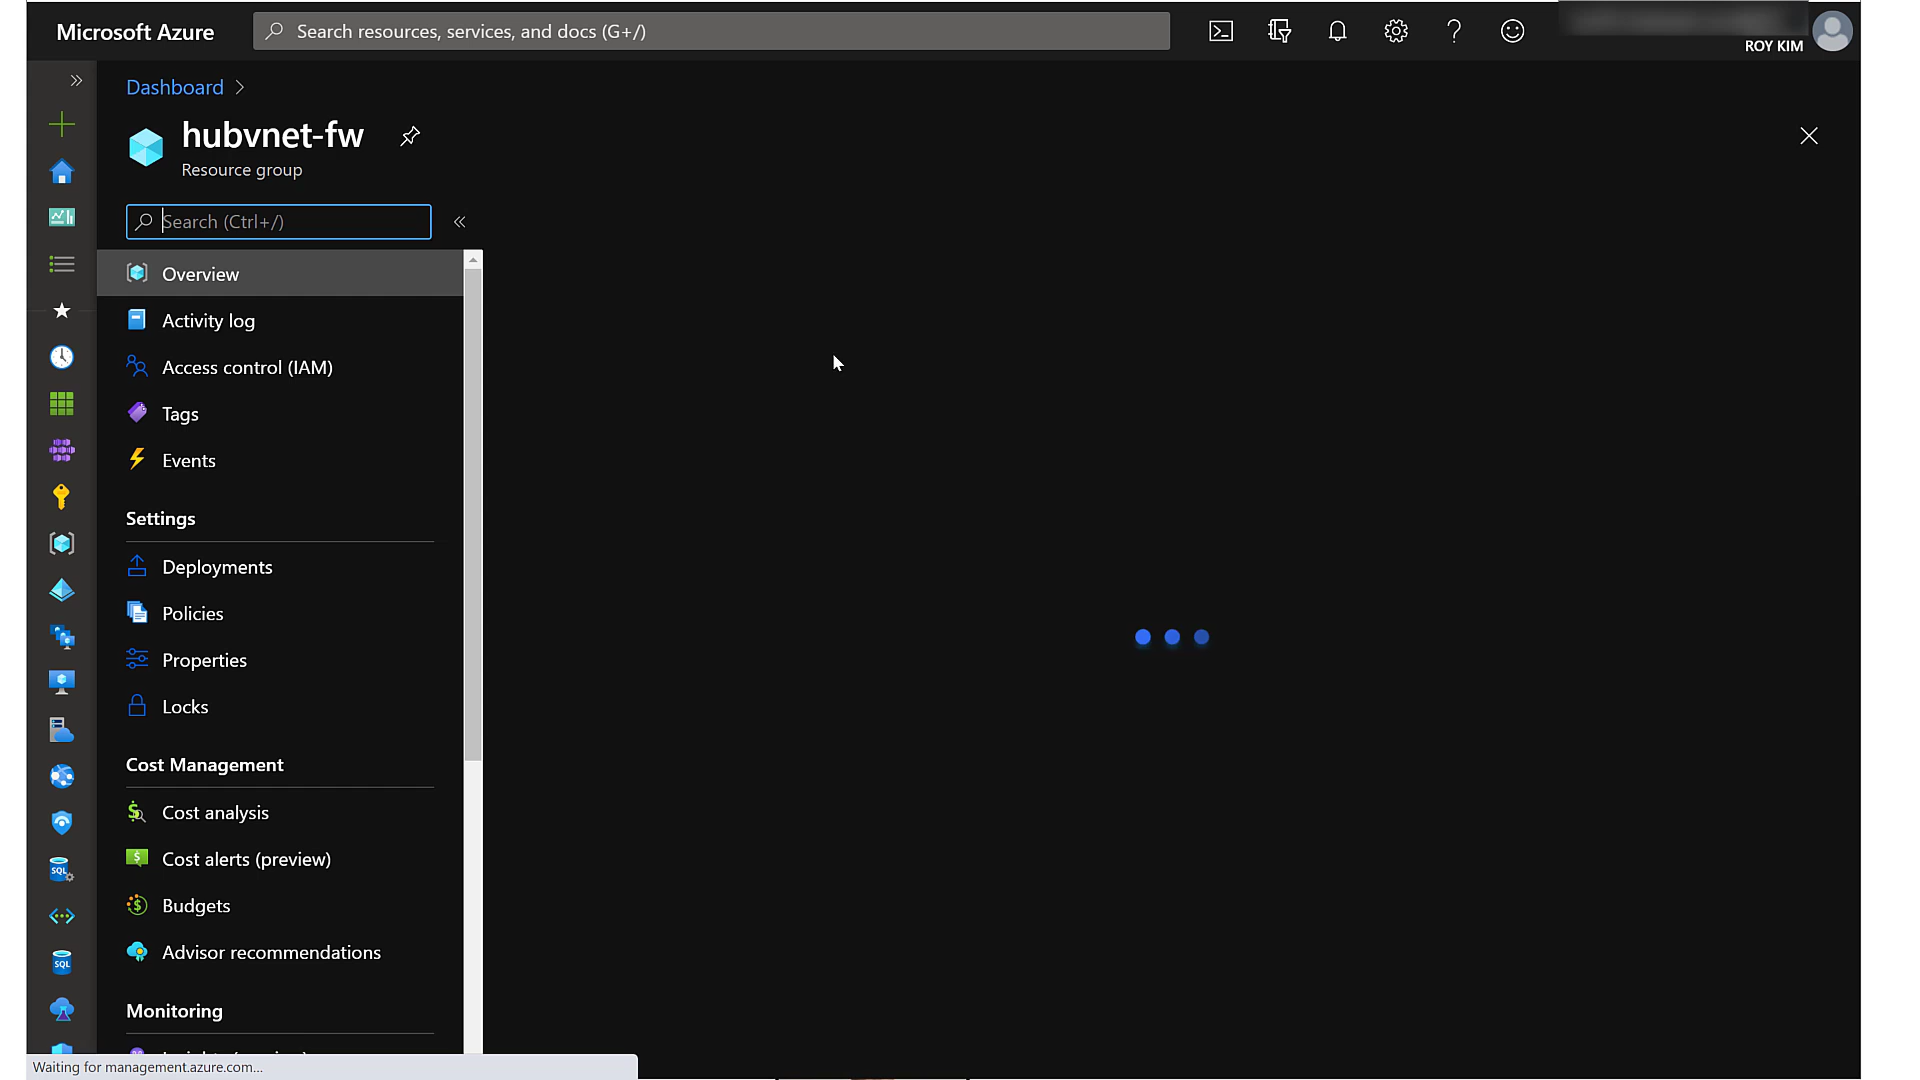 Microsoft Azure
Search resources, services, and docs (G+/)
ROY KIM
Dashboard
hubvnet-fw
Resource group
Search (Ctrl+/)
Overview
Activity log
Access control (IAM)
Tags
Events
Settings
Deployments
Policies
Properties
Locks
Cost Management
Cost analysis
Cost alerts (preview)
Budgets
Advisor recommendations
Monitoring
Waiting for management.azure.com...